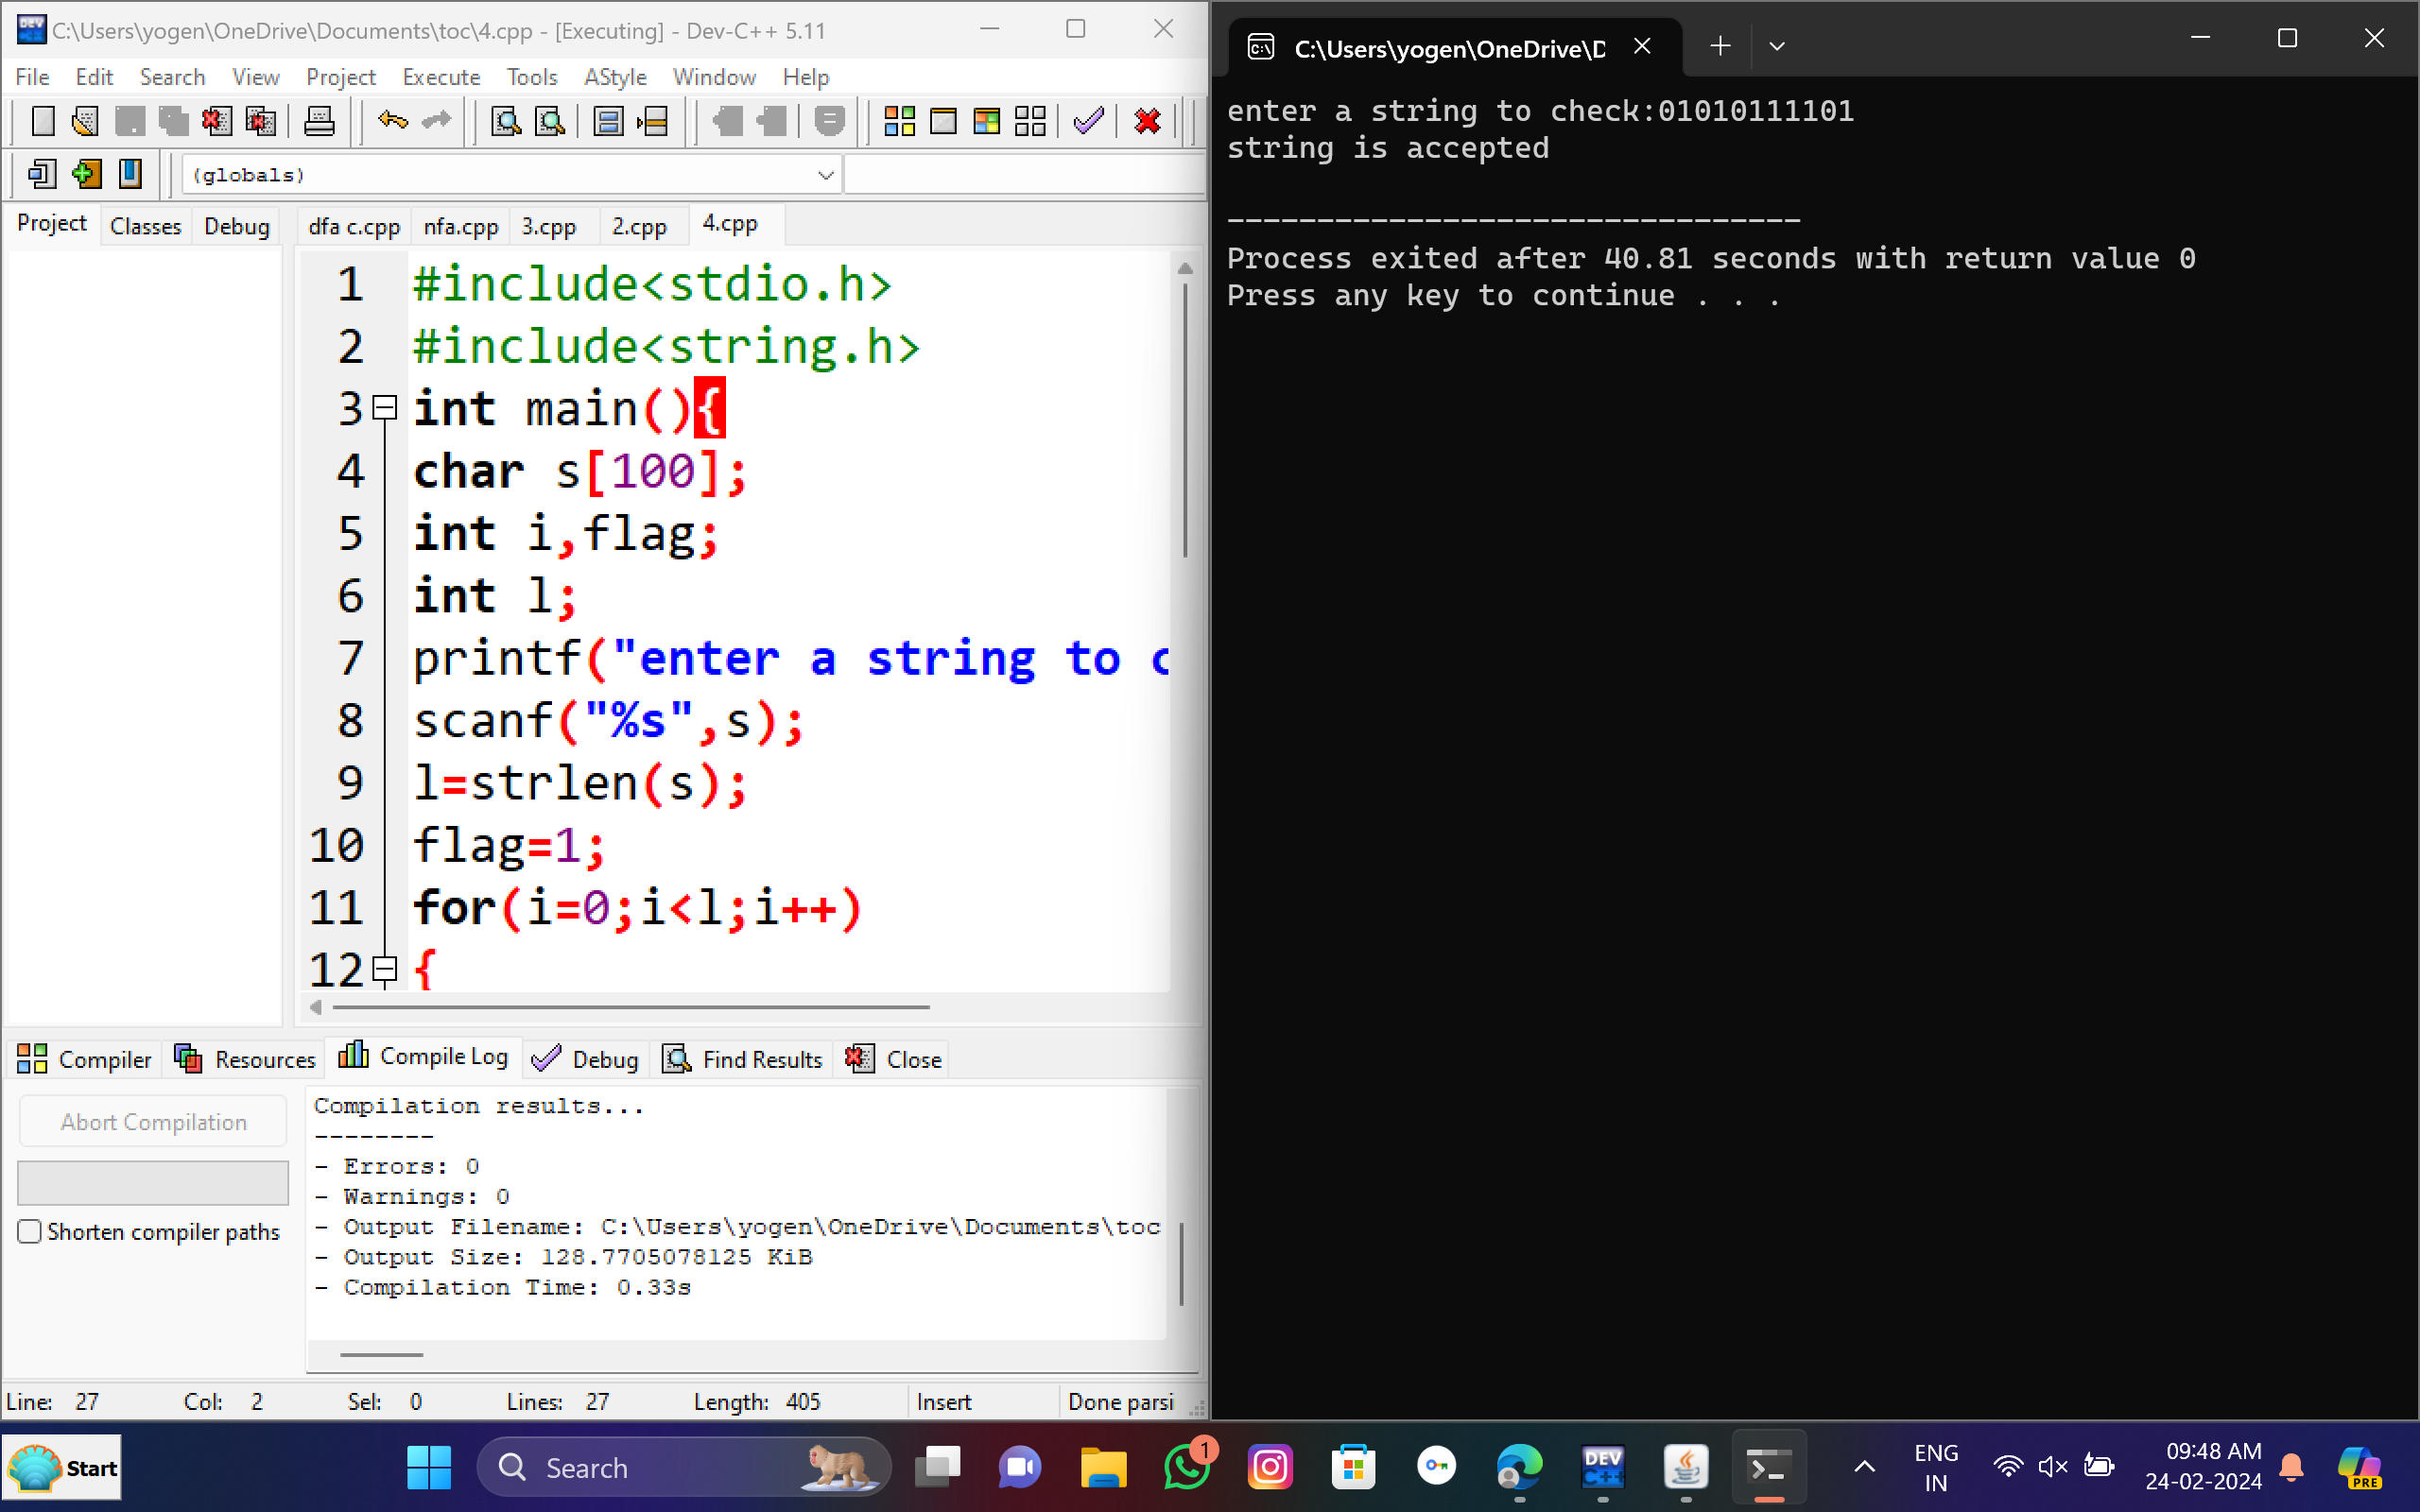 C:\Users\yogen\OneDrive\Documents\toc\4.cpp - [Executing] - Dev-C++ 5.11
File Edit Search View Project Execute Tools AStyle Window Help
(globals)
Project Classes Debug
dfa c.cpp nfa.cpp 3.cpp 2.cpp 4.cpp
1 #include<stdio.h>
2 #include<string.h>
3 int main(){
4 char s[100];
5 int i,flag;
6 int l;
7 printf("enter a string to c
8 scanf("%s",s);
9 l=strlen(s);
10 flag=1;
11 for(i=0;i<l;i++)
12 {
Compiler Resources Compile Log Debug Find Results Close
Abort Compilation
Shorten compiler paths
Compilation results...
--------
- Errors: 0
- Warnings: 0
- Output Filename: C:\Users\yogen\OneDrive\Documents\toc
- Output Size: 128.7705078125 KiB
- Compilation Time: 0.33s
Line: 27 Col: 2 Sel: 0 Lines: 27 Length: 405 Insert Done parsi
C:\Users\yogen\OneDrive\D
enter a string to check:01010111101
string is accepted
--------------------------------
Process exited after 40.81 seconds with return value 0
Press any key to continue . . .
Start
Search
1
DEV C++
ENG
IN
09:48 AM
24-02-2024
PRE